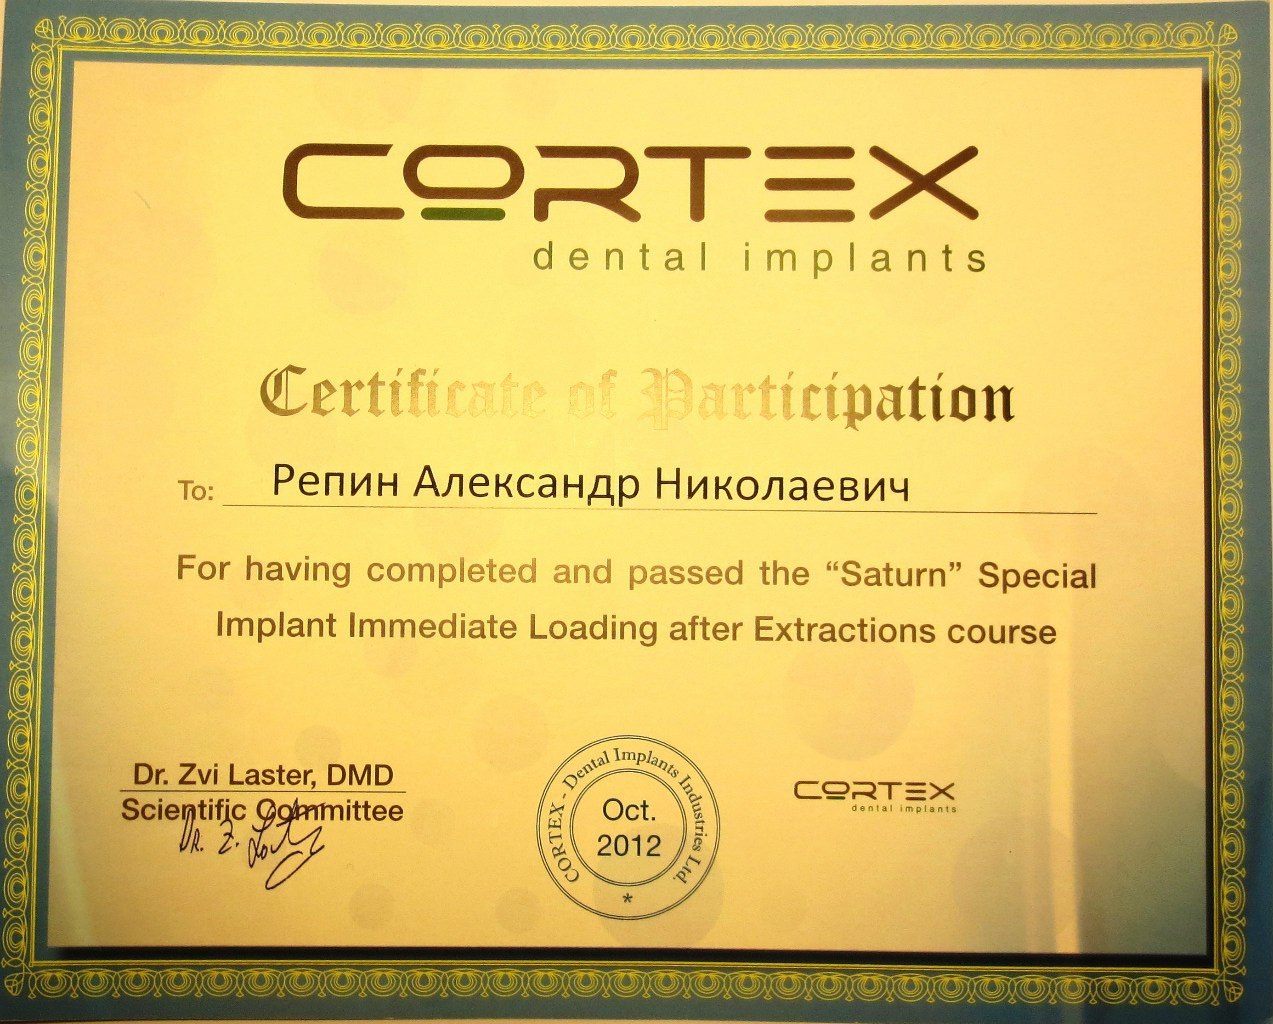 CORTEX
dental implants
Certificate of Participation
To: Репин Александр Николаевич
For having completed and passed the “Saturn” Special
Implant Immediate Loading after Extractions course
Dr. Zvi Laster, DMD
Scientific Committee
Dr. Z. Laster
CORTEX - Dental Implants Industries Ltd.
Oct.
2012
*
CORTEX
dental implants